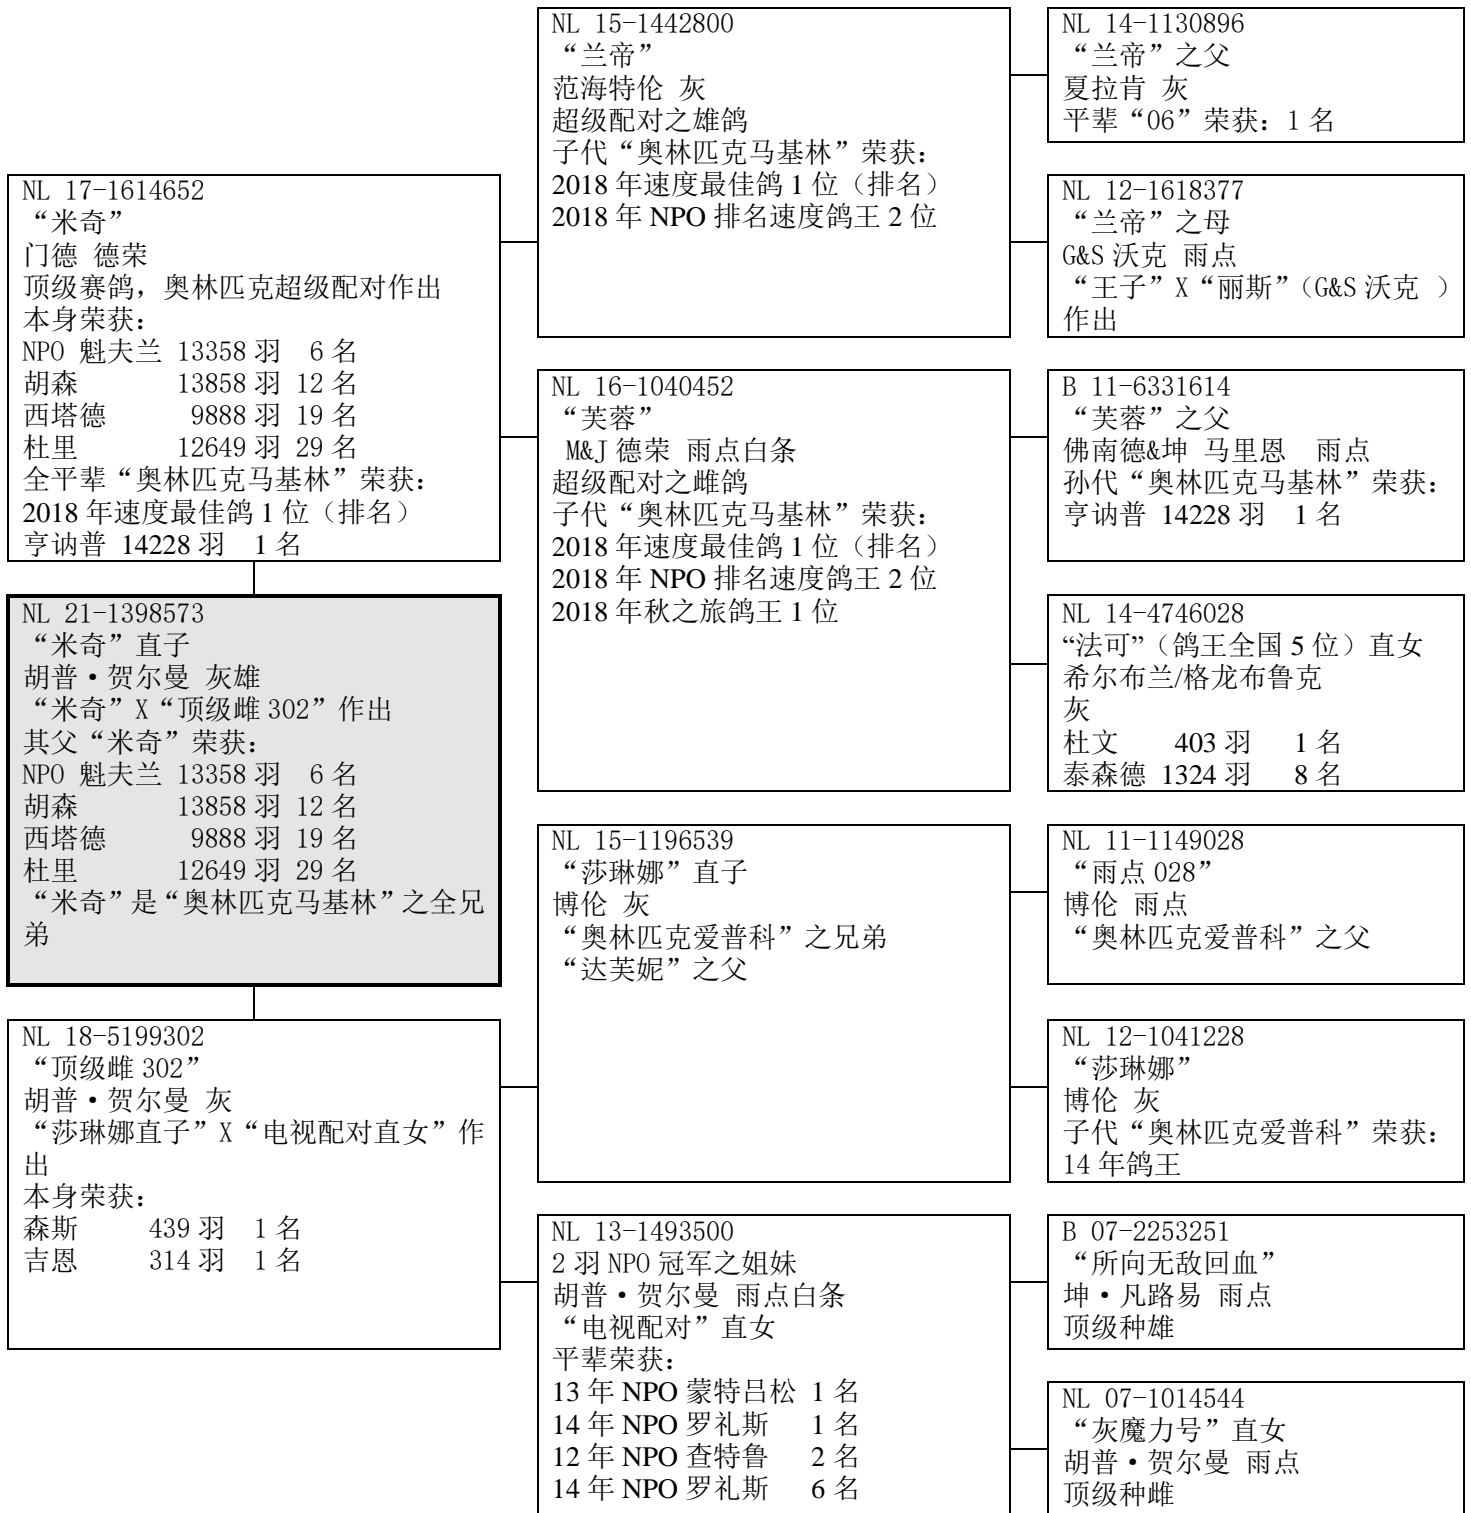 NL 17-1614652
“米奇”
门德 德荣
顶级赛鸽，奥林匹克超级配对作出
本身荣获：
NPO 魁夫兰 13358 羽 6 名
胡森 13858 羽 12 名
西塔德 9888 羽 19 名
杜里 12649 羽 29 名
全平辈“奥林匹克马基林”荣获：
2018 年速度最佳鸽 1 位（排名）
亨讷普 14228 羽 1 名
NL 21-1398573
“米奇”直子
胡普·贺尔曼 灰雄
“米奇”X“顶级雌 302”作出
其父“米奇”荣获：
NPO 魁夫兰 13358 羽 6 名
胡森 13858 羽 12 名
西塔德 9888 羽 19 名
杜里 12649 羽 29 名
“米奇”是“奥林匹克马基林”之全兄
弟
NL 18-5199302
“顶级雌 302”
胡普·贺尔曼 灰
“莎琳娜直子”X“电视配对直女”作
出
本身荣获：
森斯 439 羽 1 名
吉恩 314 羽 1 名
NL 15-1442800
“兰帝”
范海特伦 灰
超级配对之雄鸽
子代“奥林匹克马基林”荣获：
2018 年速度最佳鸽 1 位（排名）
2018 年 NPO 排名速度鸽王 2 位
NL 16-1040452
“芙蓉”
M&J 德荣 雨点白条
超级配对之雌鸽
子代“奥林匹克马基林”荣获：
2018 年速度最佳鸽 1 位（排名）
2018 年 NPO 排名速度鸽王 2 位
2018 年秋之旅鸽王 1 位
NL 15-1196539
“莎琳娜”直子
博伦 灰
“奥林匹克爱普科”之兄弟
“达芙妮”之父
NL 13-1493500
2 羽 NPO 冠军之姐妹
胡普·贺尔曼 雨点白条
“电视配对”直女
平辈荣获：
13 年 NPO 蒙特吕松 1 名
14 年 NPO 罗礼斯 1 名
12 年 NPO 查特鲁 2 名
14 年 NPO 罗礼斯 6 名
NL 14-1130896
“兰帝”之父
夏拉肯 灰
平辈“06”荣获：1 名
NL 12-1618377
“兰帝”之母
G&S 沃克 雨点
“王子”X“丽斯”（G&S 沃克 ）
作出
B 11-6331614
“芙蓉”之父
佛南德&坤 马里恩 雨点
孙代“奥林匹克马基林”荣获：
亨讷普 14228 羽 1 名
NL 14-4746028
“法可”（鸽王全国 5 位）直女
希尔布兰/格龙布鲁克
灰
杜文 403 羽 1 名
泰森德 1324 羽 8 名
NL 11-1149028
“雨点 028”
博伦 雨点
“奥林匹克爱普科”之父
NL 12-1041228
“莎琳娜”
博伦 灰
子代“奥林匹克爱普科”荣获：
14 年鸽王
B 07-2253251
“所向无敌回血”
坤·凡路易 雨点
顶级种雄
NL 07-1014544
“灰魔力号”直女
胡普·贺尔曼 雨点
顶级种雌